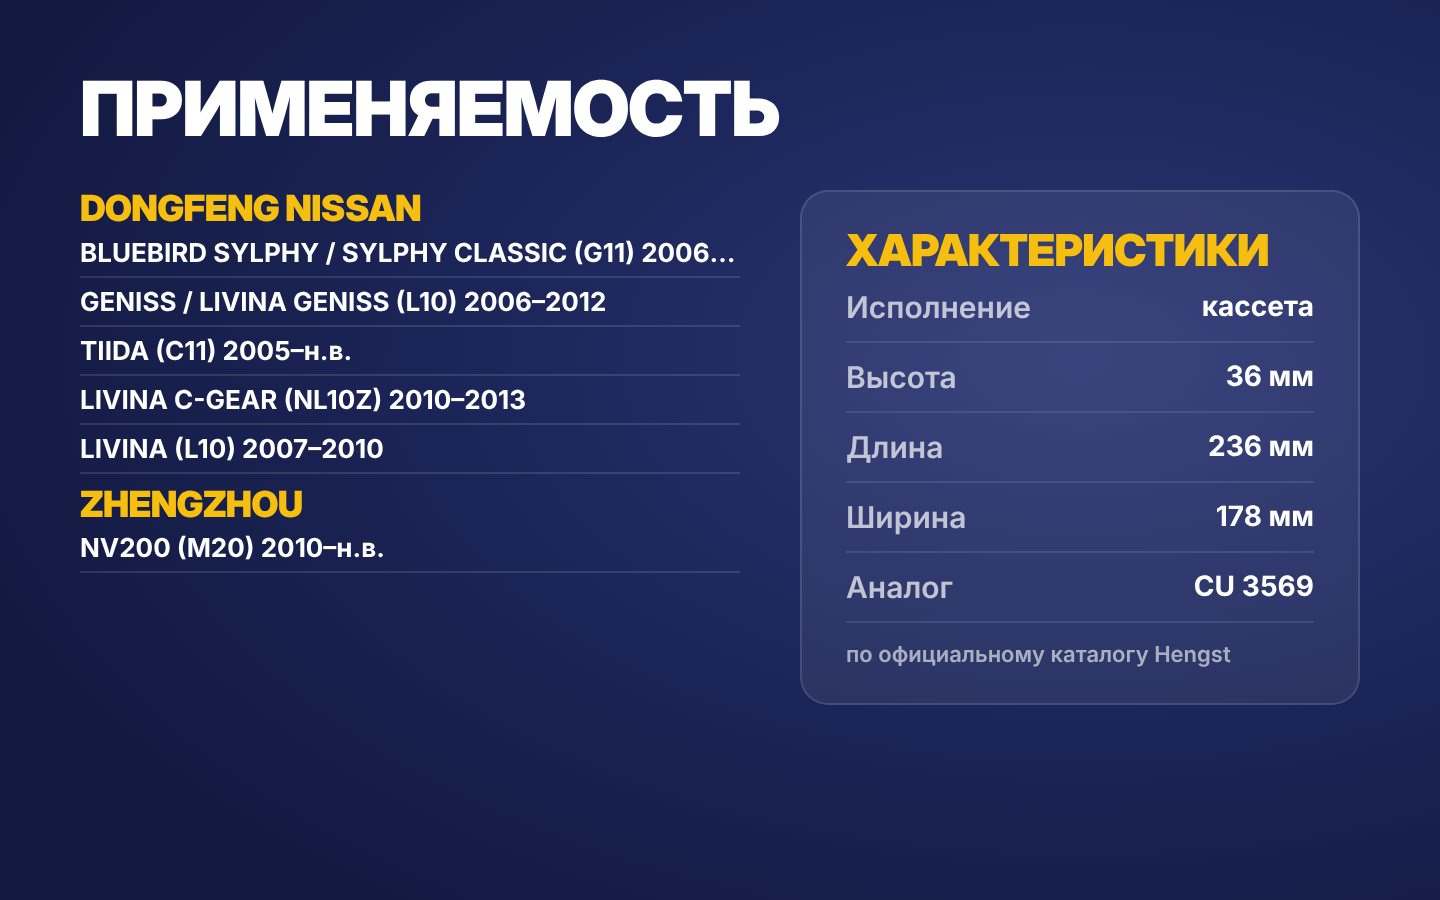 ПРИМЕНЯЕМОСТЬ
DONGFENG NISSAN
BLUEBIRD SYLPHY / SYLPHY CLASSIC (G11) 2006...
GENISS / LIVINA GENISS (L10) 2006–2012
TIIDA (C11) 2005–н.в.
LIVINA C-GEAR (NL10Z) 2010–2013
LIVINA (L10) 2007–2010
ZHENGZHOU
NV200 (M20) 2010–н.в.
ХАРАКТЕРИСТИКИ
Исполнение кассета
Высота 36 мм
Длина 236 мм
Ширина 178 мм
Аналог CU 3569
по официальному каталогу Hengst